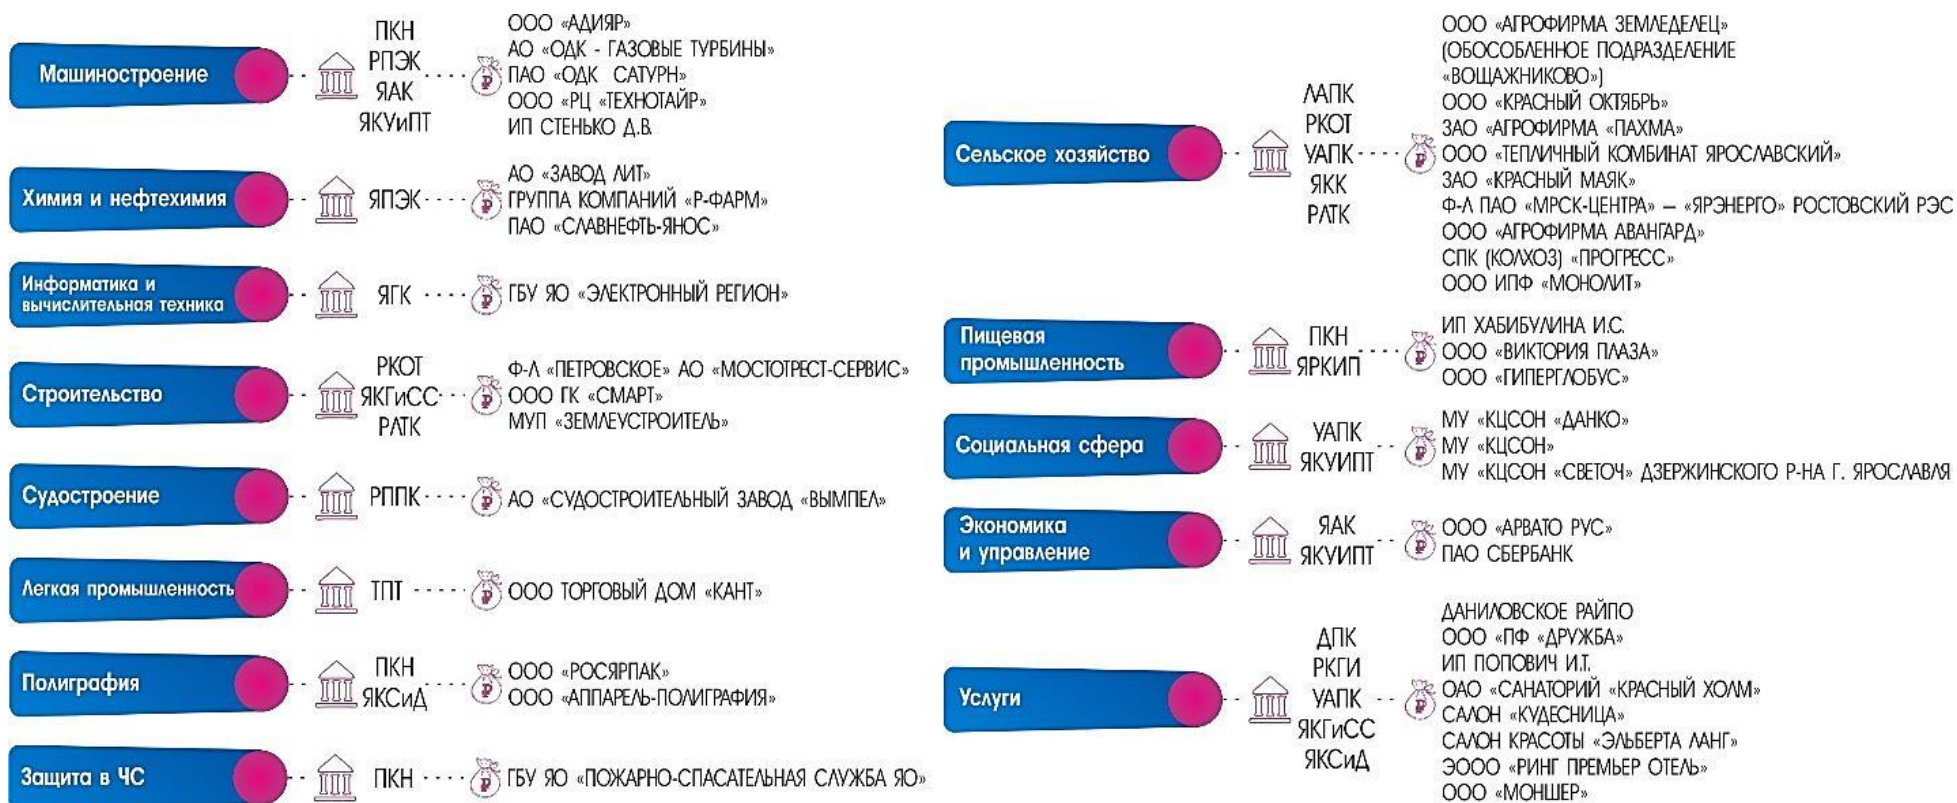 Машиностроение
ПКН
РПЭК
ЯАК
ЯКУиПТ
ООО «АДИЯР»
АО «ОДК - ГАЗОВЫЕ ТУРБИНЫ»
ПАО «ОДК САТУРН»
ООО «РЦ «ТЕХНОТАЙР»
ИП СТЕНЬКО Д.В.
Химия и нефтехимия
ЯПЭК
АО «ЗАВОД ЛИТ»
ГРУППА КОМПАНИЙ «Р-ФАРМ»
ПАО «СЛАВНЕФТЬ-ЯНОС»
Информатика и
вычислительная техника
ЯГК
ГБУ ЯО «ЭЛЕКТРОННЫЙ РЕГИОН»
Строительство
РКОТ
ЯКГиСС
РЛТК
Ф-Л «ПЕТРОВСКОЕ» АО «МОСТОТРЕСТ-СЕРВИС»
ООО ГК «СМАРТ»
МУП «ЗЕМЛЕУСТРОИТЕЛЬ»
Судостроение
РППК
АО «СУДОСТРОИТЕЛЬНЫЙ ЗАВОД «ВЫМПЕЛ»
Легкая промышленность
ТПТ
ООО ТОРГОВЫЙ ДОМ «КАНТ»
Полиграфия
ПКН
ЯКСиД
ООО «РОСЯРПАК»
ООО «АППАРЕЛЬ-ПОЛИГРАФИЯ»
Защита в ЧС
ПКН
ГБУ ЯО «ПОЖАРНО-СПАСАТЕЛЬНАЯ СЛУЖБА ЯО»
Сельское хозяйство
ЛАПК
РКОТ
УАПК
ЯКК
РЛТК
ООО «АГРОФИРМА ЗЕМЛЕДЕЛЕЦ»
(ОБОСОБЛЕННОЕ ПОДРАЗДЕЛЕНИЕ
«ВОЩАЖНИКОВО»)
ООО «КРАСНЫЙ ОКТЯБРЬ»
ЗАО «АГРОФИРМА «ПАХМА»
ООО «ТЕПЛИЧНЫЙ КОМБИНАТ ЯРОСЛАВСКИЙ»
ЗАО «КРАСНЫЙ МАЯК»
Ф-Л ПАО «МРСК-ЦЕНТРА» – «ЯРЭНЕРГО» РОСТОВСКИЙ РЭС
ООО «АГРОФИРМА АВАНГАРД»
СПК (КОЛХОЗ) «ПРОГРЕСС»
ООО ИПФ «МОНОЛИТ»
Пищевая
промышленность
ПКН
ЯРКИП
ИП ХАБИБУЛИНА И.С.
ООО «ВИКТОРИЯ ПЛАЗА»
ООО «ГИПЕРГЛОБУС»
Социальная сфера
УАПК
ЯКУИПТ
МУ «КЦСОН «ДАНКО»
МУ «КЦСОН»
МУ «КЦСОН «СВЕТОЧ» ДЗЕРЖИНСКОГО Р-НА Г. ЯРОСЛАВЛЯ
Экономика
и управление
ЯАК
ЯКУИПТ
ООО «АРВАТО РУС»
ПАО СБЕРБАНК
Услуги
ДПК
РКГИ
УАПК
ЯКГиСС
ЯКСиД
ДАНИЛОВСКОЕ РАЙПО
ООО «ПФ «ДРУЖБА»
ИП ПОПОВИЧ И.Т.
ОАО «САНАТОРИЙ «КРАСНЫЙ ХОЛМ»
САЛОН «КУДЕСНИЦА»
САЛОН КРАСОТЫ «ЭЛЬБЕРТА ЛАНГ»
ЭООО «РИНГ ПРЕМЬЕР ОТЕЛЬ»
ООО «МОНШЕР»